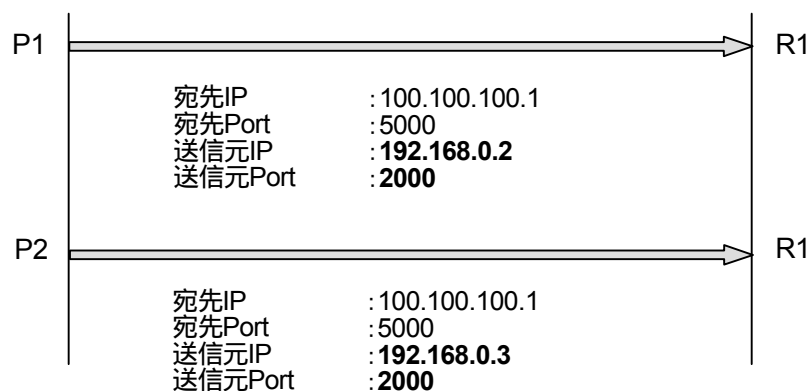 P1 R1
宛先IP :100.100.100.1
宛先Port :5000
送信元IP :192.168.0.2
送信元Port :2000
P2 R1
宛先IP :100.100.100.1
宛先Port :5000
送信元IP :192.168.0.3
送信元Port :2000